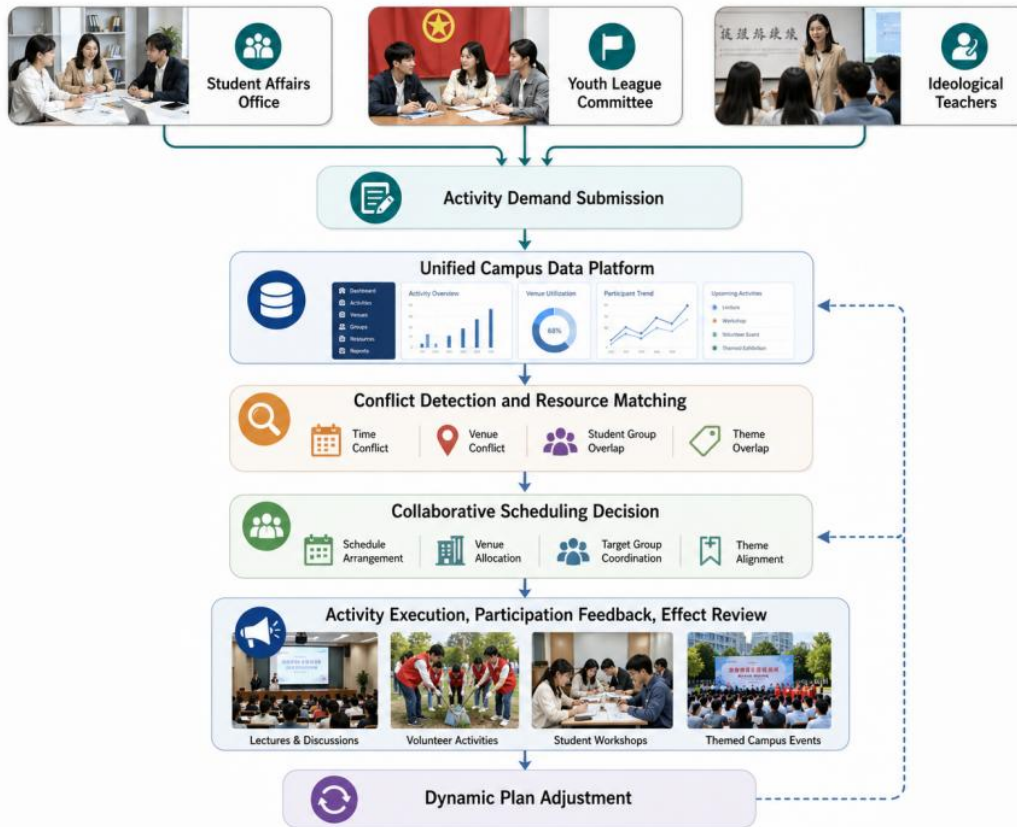 Student Affairs
Office
Youth League
Committee
Ideological
Teachers
Activity Demand Submission
Unified Campus Data Platform
Dashboard
Activities
Venues
Groups
Resources
Reports
Activity Overview
Venue Utilization
68%
Participant Trend
Upcoming Activities
Lecture
Workshop
Volunteer Event
Themed Exhibition
Conflict Detection and Resource Matching
Time
Conflict
Venue
Conflict
Student Group
Overlap
Theme
Overlap
Collaborative Scheduling Decision
Schedule
Arrangement
Venue
Allocation
Target Group
Coordination
Theme
Alignment
Activity Execution, Participation Feedback, Effect Review
Lectures & Discussions
Volunteer Activities
Student Workshops
Themed Campus Events
Dynamic Plan Adjustment